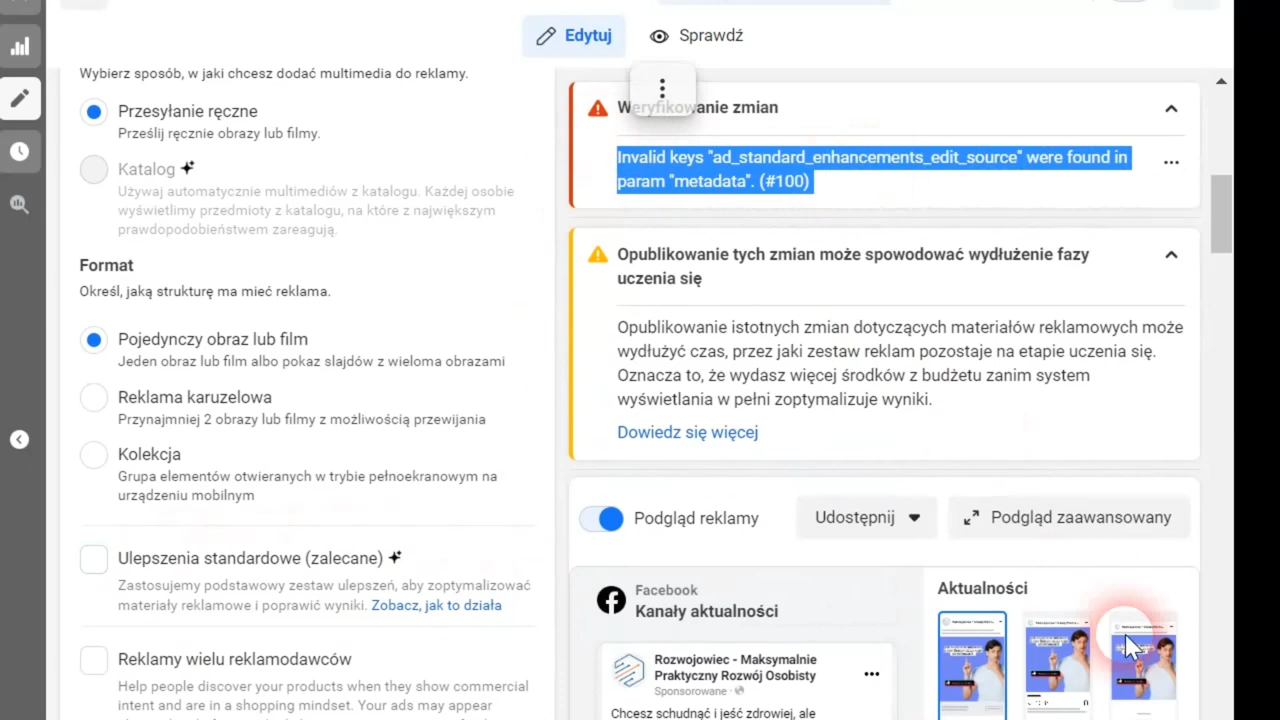 Edytuj
Sprawdź
Wybierz sposób, w jaki chcesz dodać multimedia do reklamy.
Przesyłanie ręczne
Prześlij ręcznie obrazy lub filmy.
Katalog
Używaj automatycznie multimediów z katalogu. Każdej osobie
wyświetlimy przedmioty z katalogu, na które z największym
prawdopodobieństwem zareagują.
Format
Określ, jaką strukturę ma mieć reklama.
Pojedynczy obraz lub film
Jeden obraz lub film albo pokaz slajdów z wieloma obrazami
Reklama karuzelowa
Przynajmniej 2 obrazy lub filmy z możliwością przewijania
Kolekcja
Grupa elementów otwieranych w trybie pełnoekranowym na
urządzeniu mobilnym
Ulepszenia standardowe (zalecane)
Zastosujemy podstawowy zestaw ulepszeń, aby zoptymalizować
materiały reklamowe i poprawić wyniki. Zobacz, jak to działa
Reklamy wielu reklamodawców
Help people discover your products when they show commercial
intent and are in a shopping mindset. Your ads may appear
Weryfikowanie zmian
Invalid keys "ad_standard_enhancements_edit_source" were found in
param "metadata". (#100)
Opublikowanie tych zmian może spowodować wydłużenie fazy
uczenia się
Opublikowanie istotnych zmian dotyczących materiałów reklamowych może
wydłużyć czas, przez jaki zestaw reklam pozostaje na etapie uczenia się.
Oznacza to, że wydasz więcej środków z budżetu zanim system
wyświetlania w pełni zoptymalizuje wyniki.
Dowiedz się więcej
Podgląd reklamy
Udostępnij
Podgląd zaawansowany
Facebook
Kanały aktualności
Rozwojowiec - Maksymalnie
Praktyczny Rozwój Osobisty
Sponsorowane
Chcesz schudnąć i jeść zdrowiej, ale
Aktualności